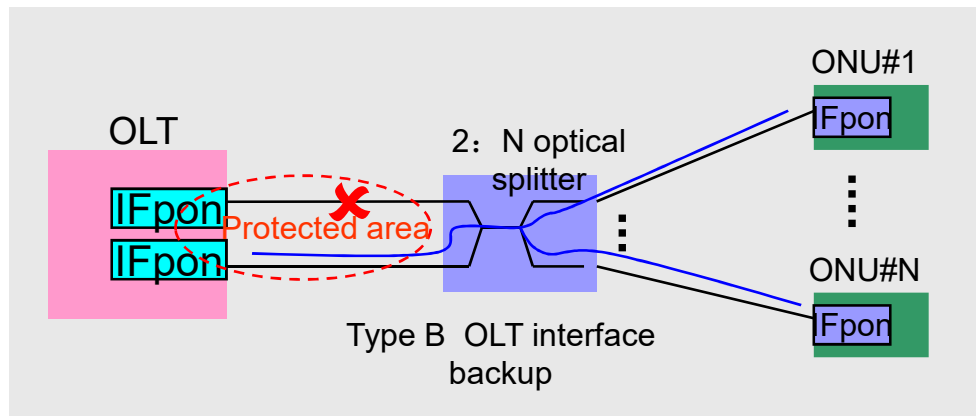 ONU#1
IFpon
OLT
2：N optical
splitter
IFpon
Protected area
IFpon
ONU#N
IFpon
Type B OLT interface
backup